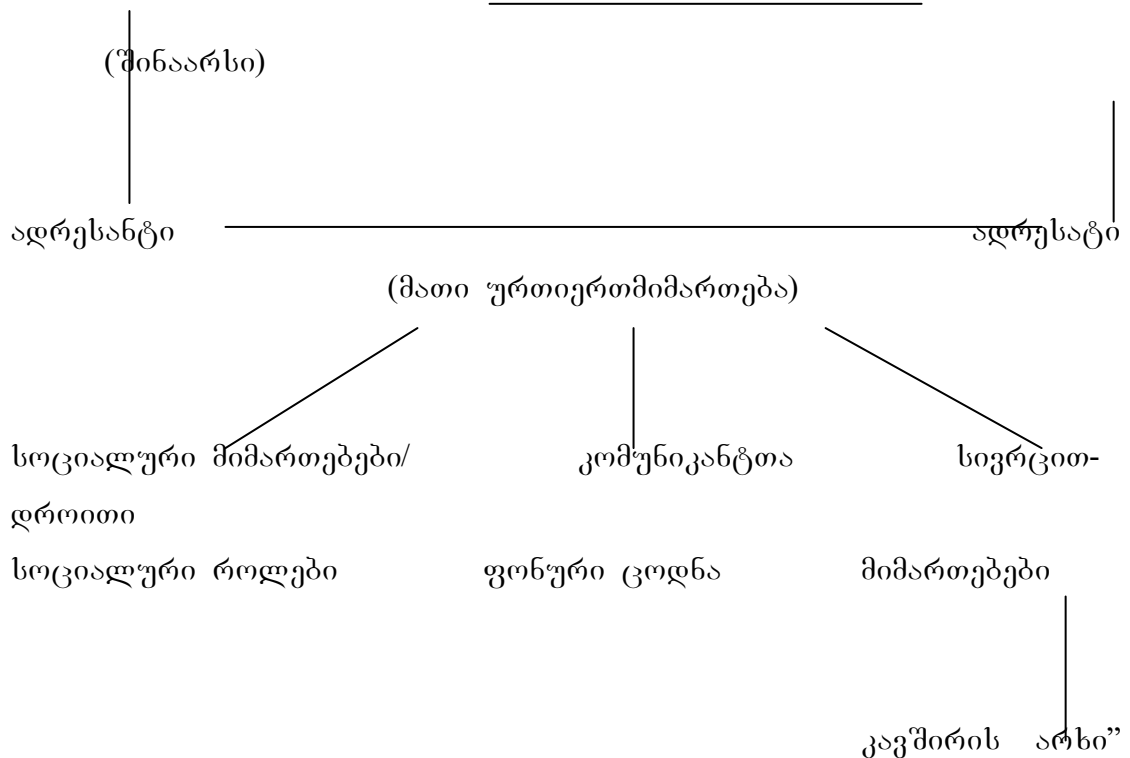 (შინაარსი)
ადრესანტი ადრესატი
(მათი ურთიერთმიმართება)
სოციალური მიმართებები/ კომუნიკანტთა სივრცით-
დროითი
სოციალური როლები ფონური ცოდნა მიმართებები
კავშირის არხი”